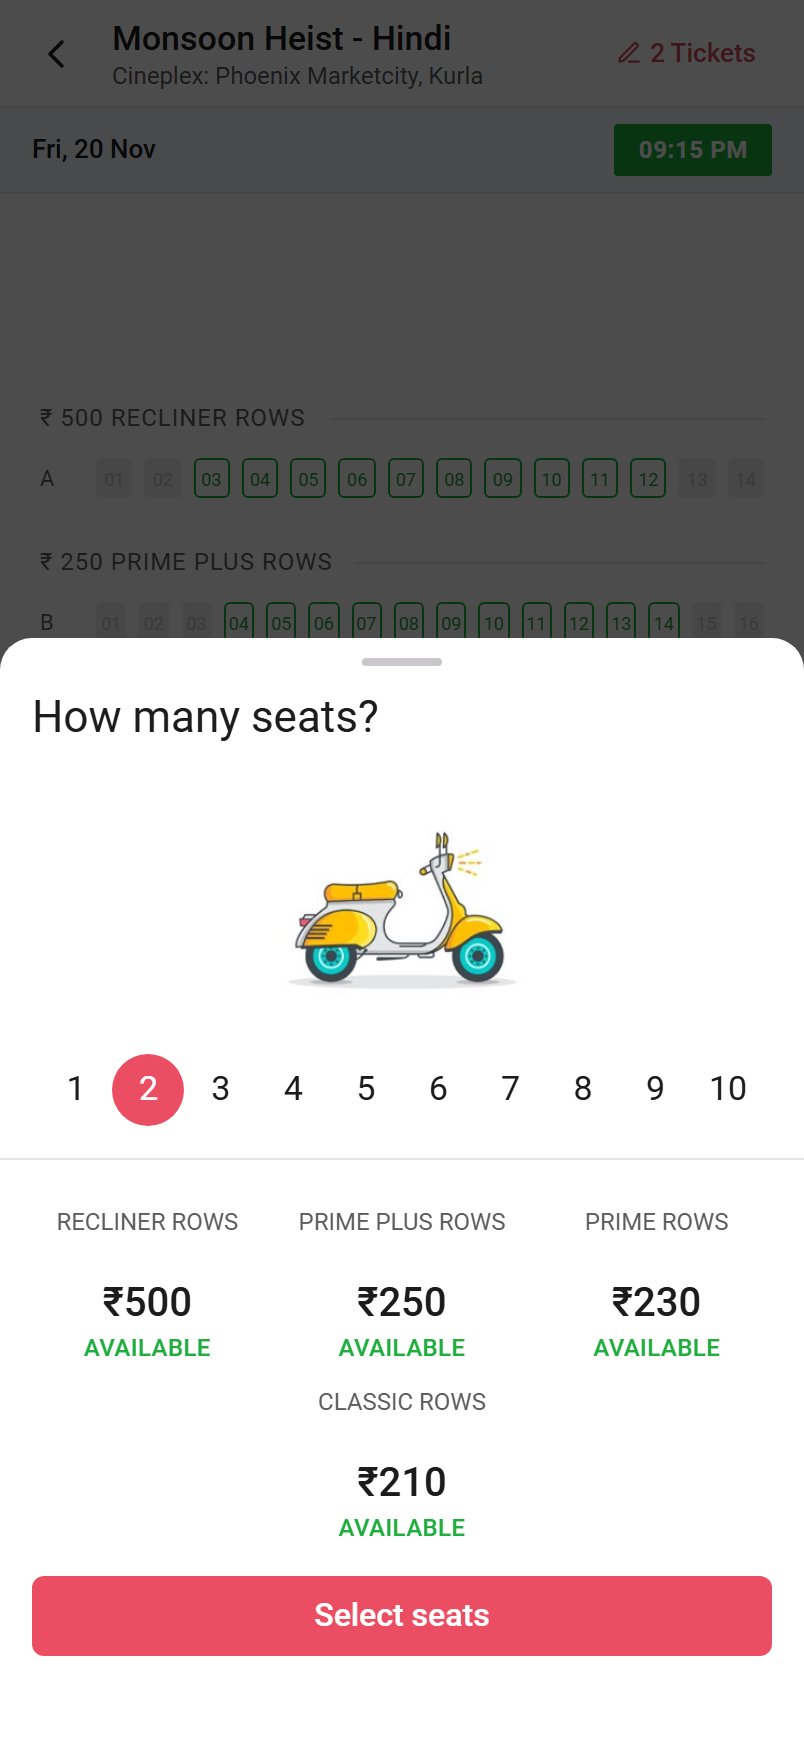 Monsoon Heist - Hindi
Cineplex: Phoenix Marketcity, Kurla
2 Tickets
Fri, 20 Nov
09:15 PM
₹ 500 RECLINER ROWS
A 01 02 03 04 05 06 07 08 09 10 11 12 13 14
₹ 250 PRIME PLUS ROWS
B 01 02 03 04 05 06 07 08 09 10 11 12 13 14 15 16
How many seats?
1 2 3 4 5 6 7 8 9 10
RECLINER ROWS PRIME PLUS ROWS PRIME ROWS
₹500 ₹250 ₹230
AVAILABLE AVAILABLE AVAILABLE
CLASSIC ROWS
₹210
AVAILABLE
Select seats